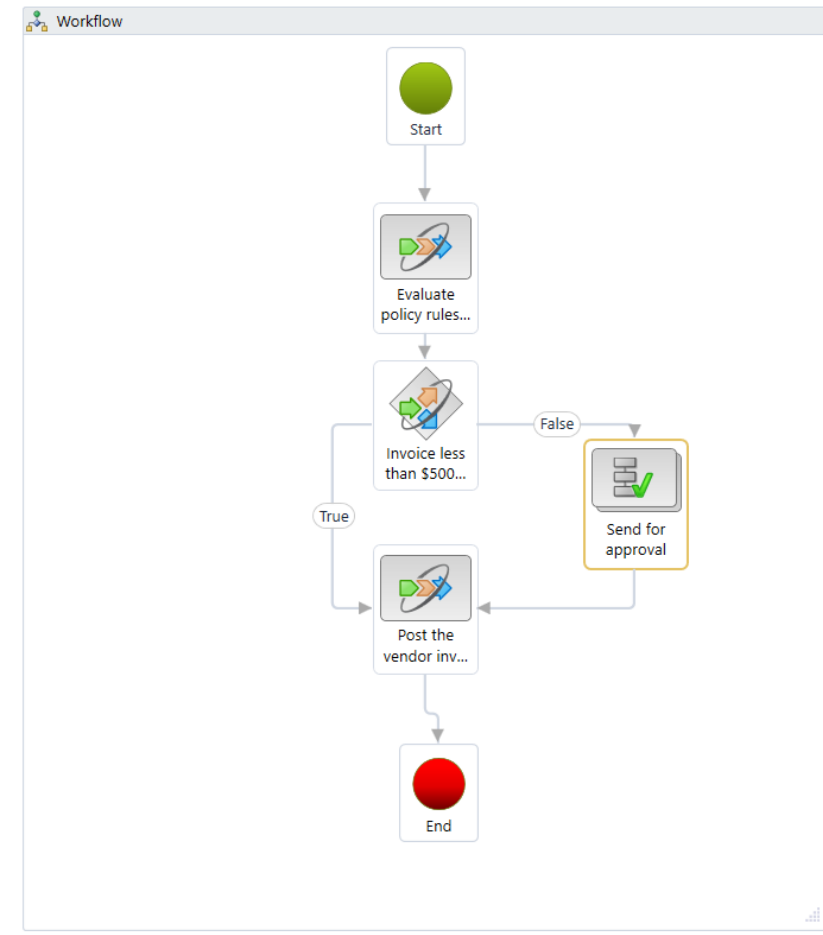 Workflow
Start
Evaluate
policy rules...
Invoice less
than $500...
False
Send for
approval
True
Post the
vendor inv...
End